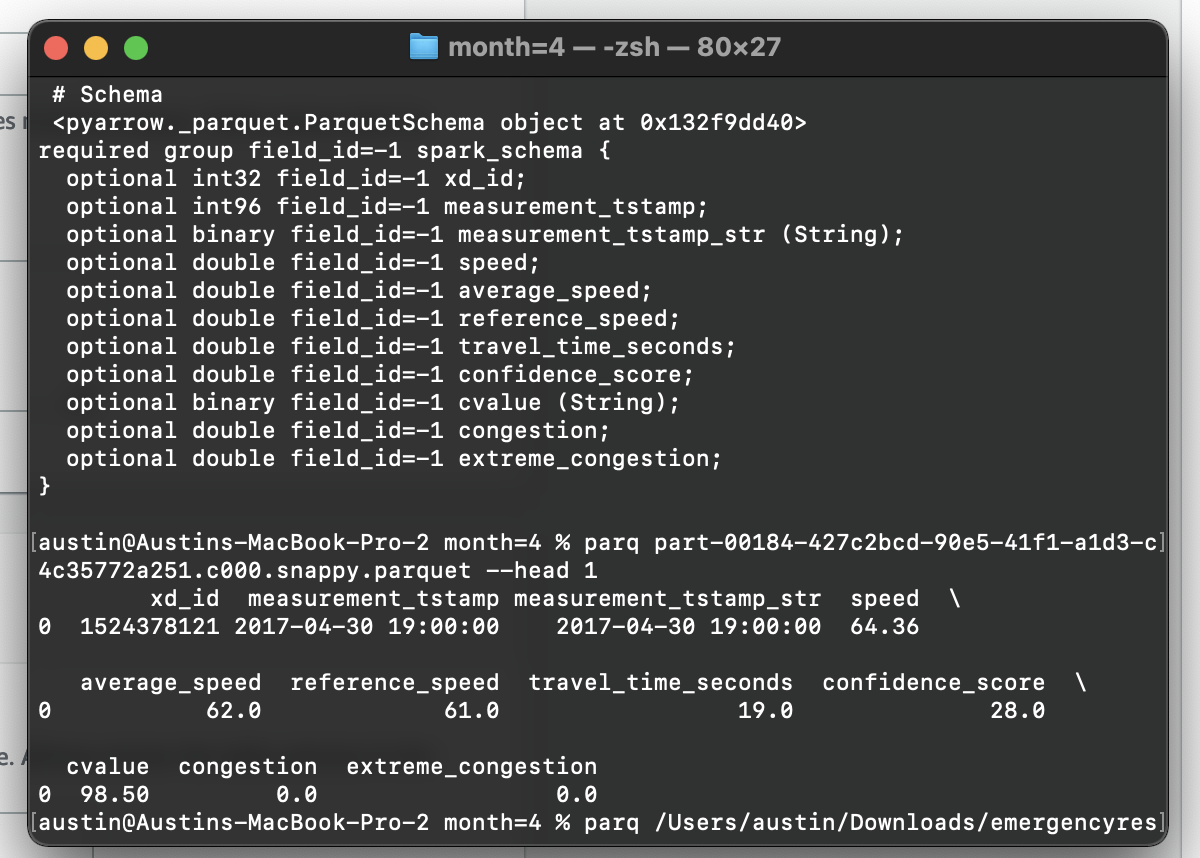 month=4 — -zsh — 80×27
# Schema
<pyarrow._parquet.ParquetSchema object at 0x132f9dd40>
required group field_id=-1 spark_schema {
  optional int32 field_id=-1 xd_id;
  optional int96 field_id=-1 measurement_tstamp;
  optional binary field_id=-1 measurement_tstamp_str (String);
  optional double field_id=-1 speed;
  optional double field_id=-1 average_speed;
  optional double field_id=-1 reference_speed;
  optional double field_id=-1 travel_time_seconds;
  optional double field_id=-1 confidence_score;
  optional binary field_id=-1 cvalue (String);
  optional double field_id=-1 congestion;
  optional double field_id=-1 extreme_congestion;
}
[austin@Austins-MacBook-Pro-2 month=4 % parq part-00184-427c2bcd-90e5-41f1-a1d3-c]
4c35772a251.c000.snappy.parquet --head 1
        xd_id  measurement_tstamp measurement_tstamp_str  speed  \
0  1524378121 2017-04-30 19:00:00    2017-04-30 19:00:00  64.36
   average_speed  reference_speed  travel_time_seconds  confidence_score  \
0           62.0             61.0                 19.0              28.0
  cvalue  congestion  extreme_congestion
0  98.50         0.0                 0.0
[austin@Austins-MacBook-Pro-2 month=4 % parq /Users/austin/Downloads/emergencyres]